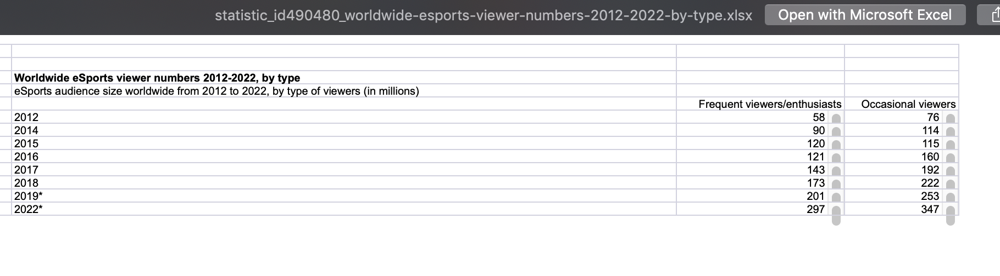 statistic_id490480_worldwide-esports-viewer-numbers-2012-2022-by-type.xlsx Open with Microsoft Excel
Worldwide eSports viewer numbers 2012-2022, by type
eSports audience size worldwide from 2012 to 2022, by type of viewers (in millions)
Frequent viewers/enthusiasts Occasional viewers
2012 58 76
2014 90 114
2015 120 115
2016 121 160
2017 143 192
2018 173 222
2019* 201 253
2022* 297 347